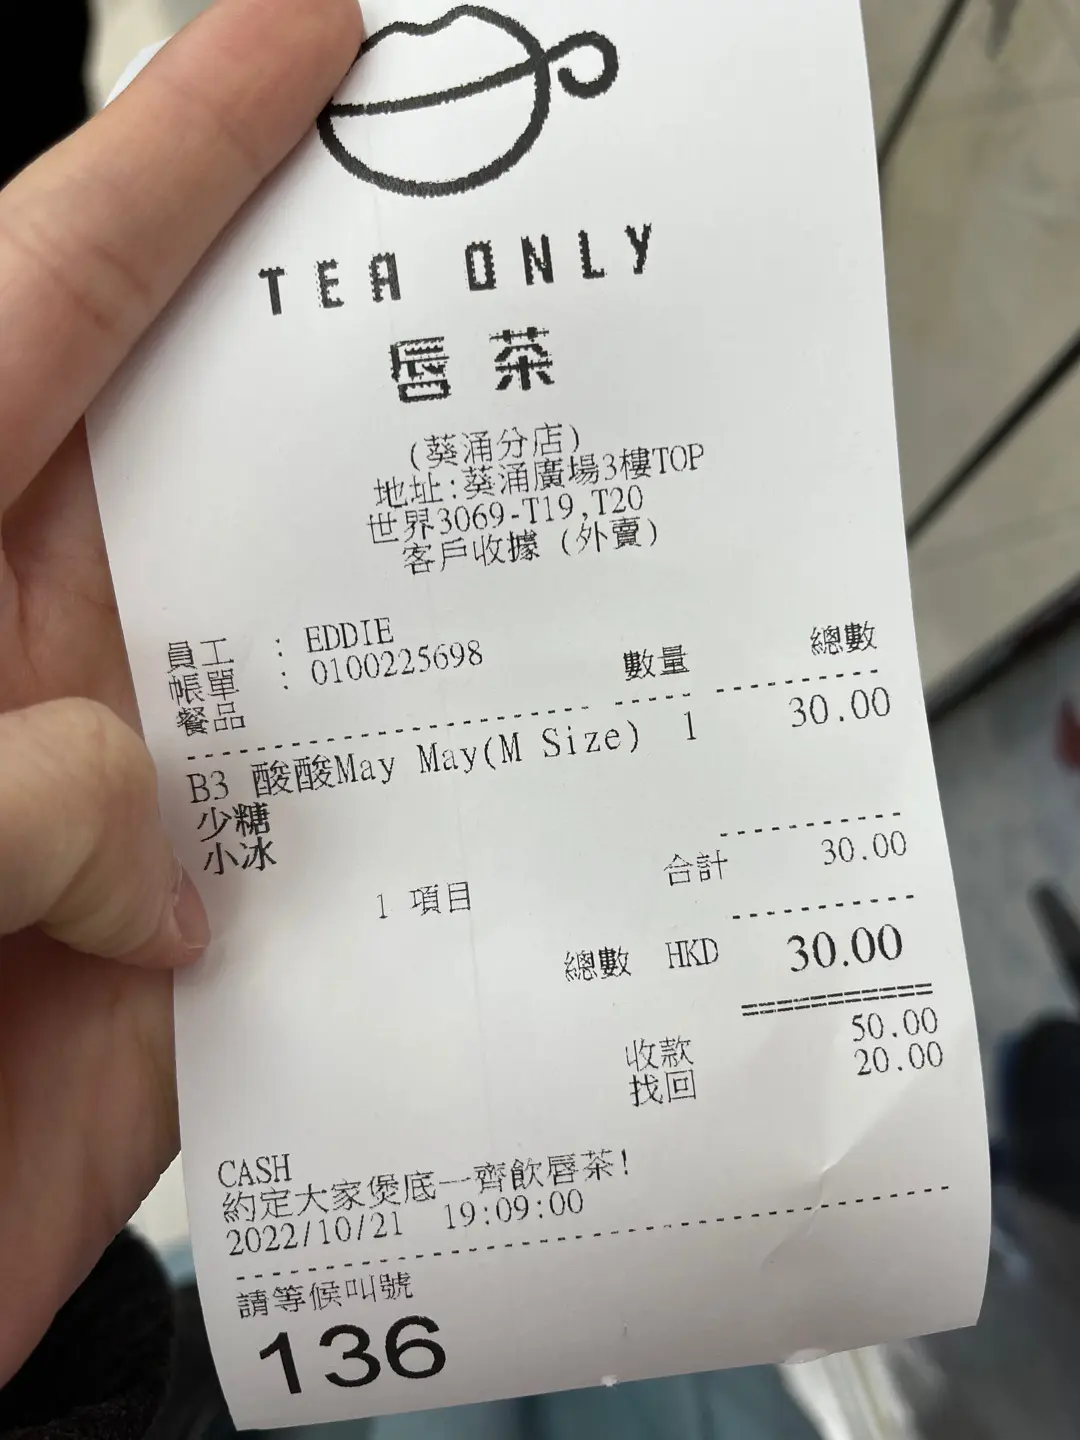 TEA ONLY
唇茶
(葵涌分店)
地址:葵涌廣場3樓TOP
世界3069-T19,T20
客戶收據 (外賣)
員工 : EDDIE
帳單 : 0100225698
餐品 數量 總數
B3 酸酸May May(M Size) 1 30.00
少糖
小冰
1 項目 合計 30.00
總數 HKD 30.00
收款 50.00
找回 20.00
CASH
約定大家煲底一齊飲唇茶!
2022/10/21 19:09:00
請等候叫號
136